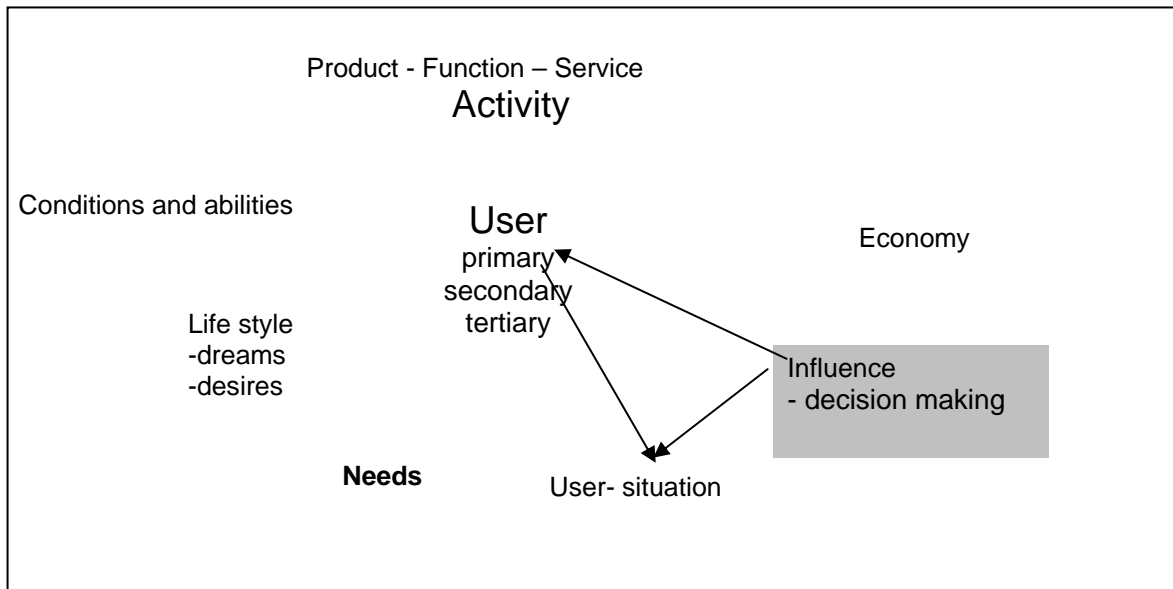 Product - Function – Service
Activity
Conditions and abilities
User
primary
secondary
tertiary
Economy
Life style
-dreams
-desires
Influence
- decision making
Needs
User- situation